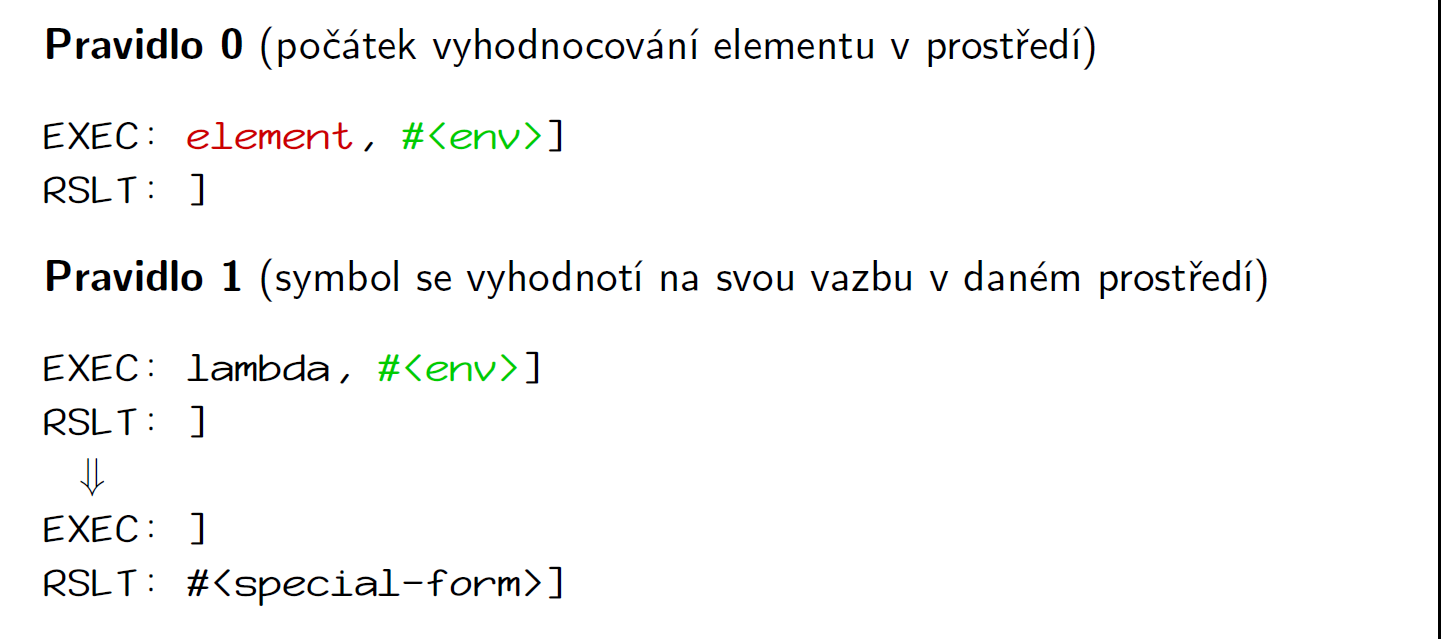 Pravidlo 0 (počátek vyhodnocování elementu v prostředí)
EXEC: element, #<env>]
RSLT: ]
Pravidlo 1 (symbol se vyhodnotí na svou vazbu v daném prostředí)
EXEC: lambda, #<env>]
RSLT: ]
⇓
EXEC: ]
RSLT: #<special-form>]